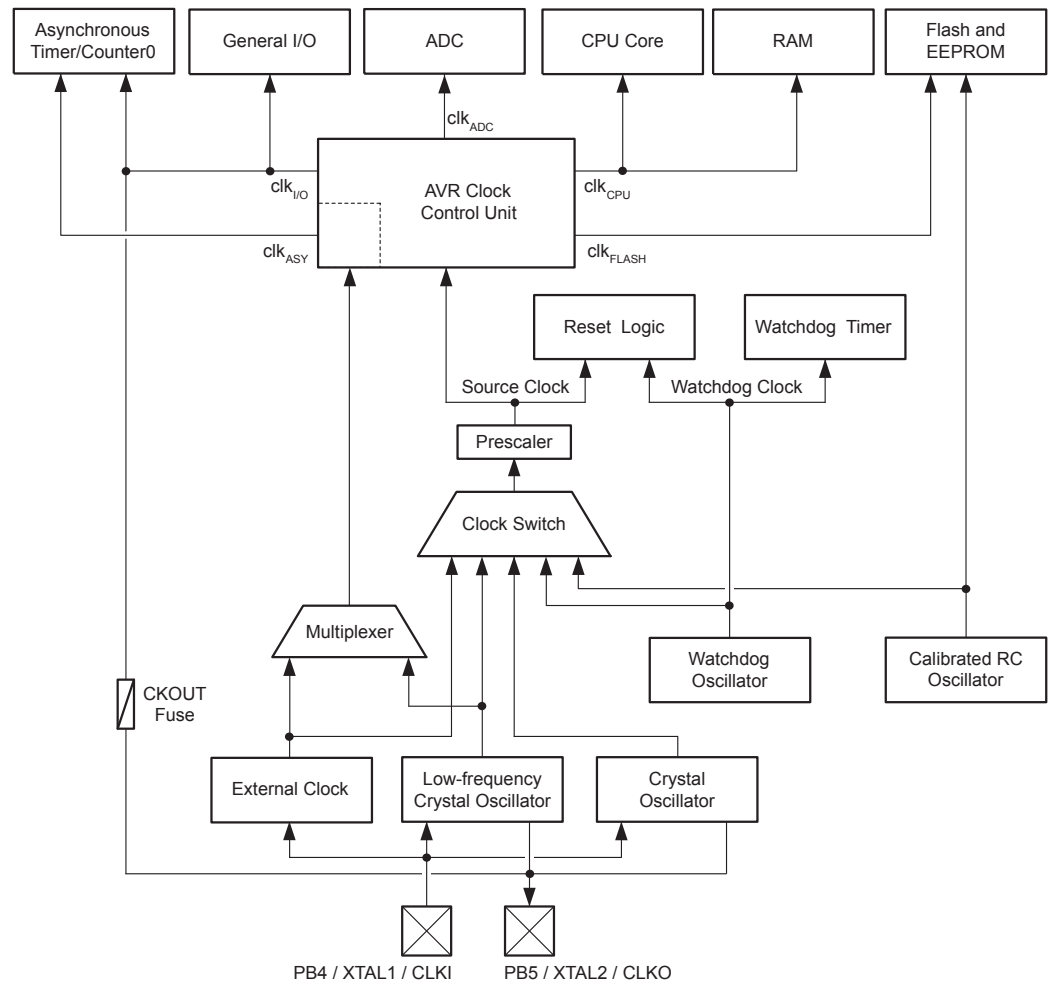 Asynchronous
Timer/Counter0
General I/O
ADC
CPU Core
RAM
Flash and
EEPROM
clkADC
clkI/O
AVR Clock
Control Unit
clkCPU
clkASY
clkFLASH
Reset Logic
Watchdog Timer
Source Clock
Watchdog Clock
Prescaler
Clock Switch
Multiplexer
Watchdog
Oscillator
Calibrated RC
Oscillator
CKOUT
Fuse
External Clock
Low-frequency
Crystal Oscillator
Crystal
Oscillator
PB4 / XTAL1 / CLKI
PB5 / XTAL2 / CLKO